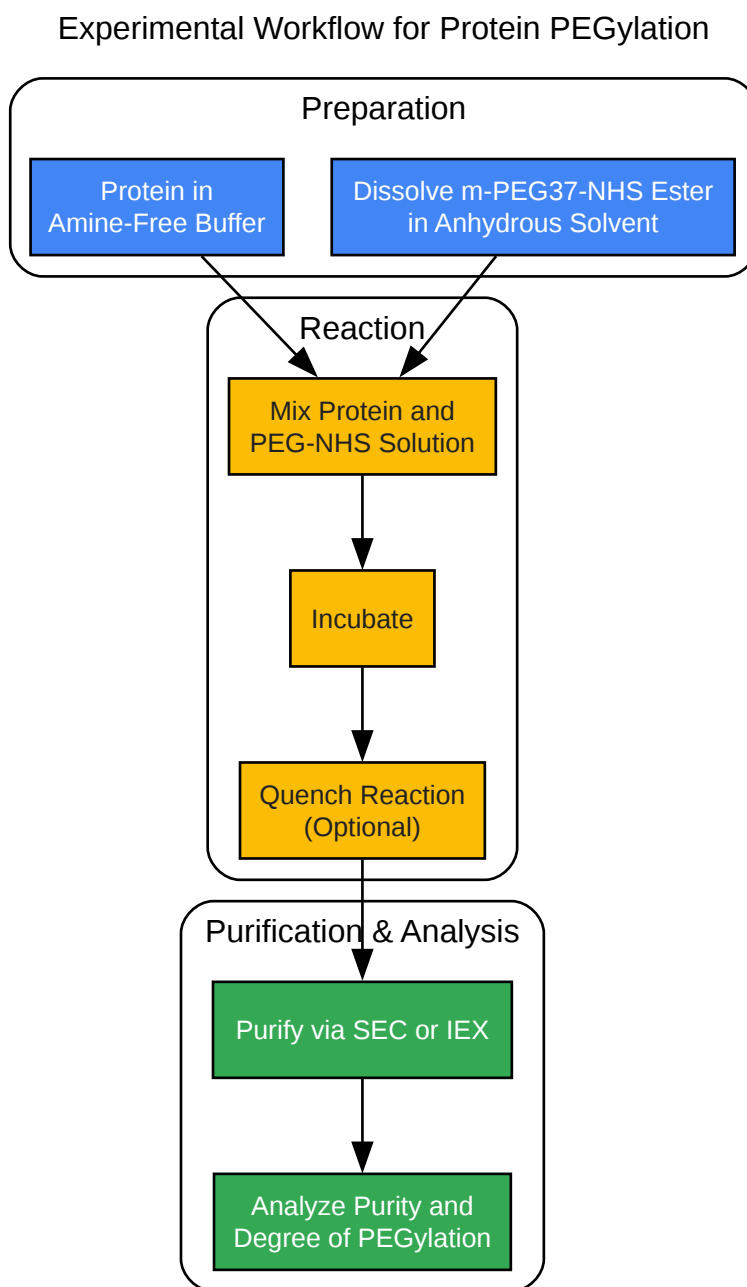 Experimental Workflow for Protein PEGylation
Preparation
Protein in
Amine-Free Buffer
Dissolve m-PEG37-NHS Ester
in Anhydrous Solvent
Reaction
Mix Protein and
PEG-NHS Solution
Incubate
Quench Reaction
(Optional)
Purification & Analysis
Purify via SEC or IEX
Analyze Purity and
Degree of PEGylation